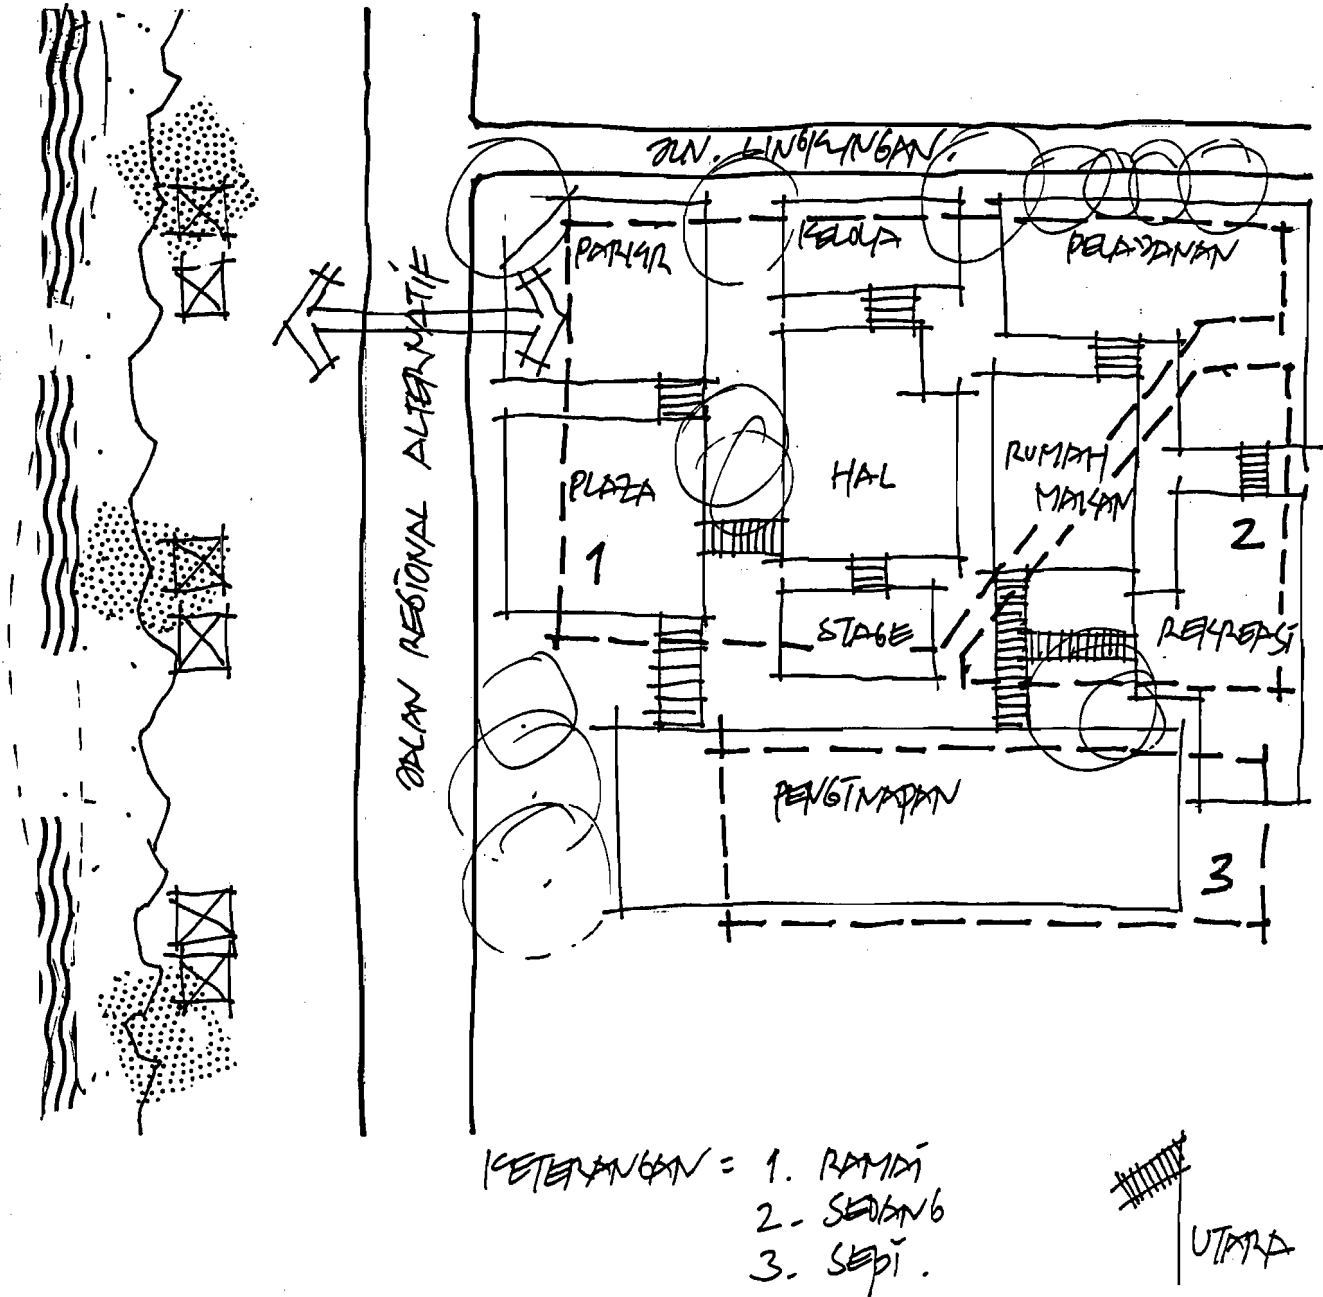 JLN. LINGKUNGAN.
PARKIR
KELOLA
PELAYANAN
JALAN REGIONAL ALTERNATIF
PLAZA
HAL
RUMAH
MAKAN
1
2
STAGE
REKREASI
PENGINAPAN
3
KETERANGAN = 1. RAMAI
2. SEDANG
3. SEPI.
UTARA